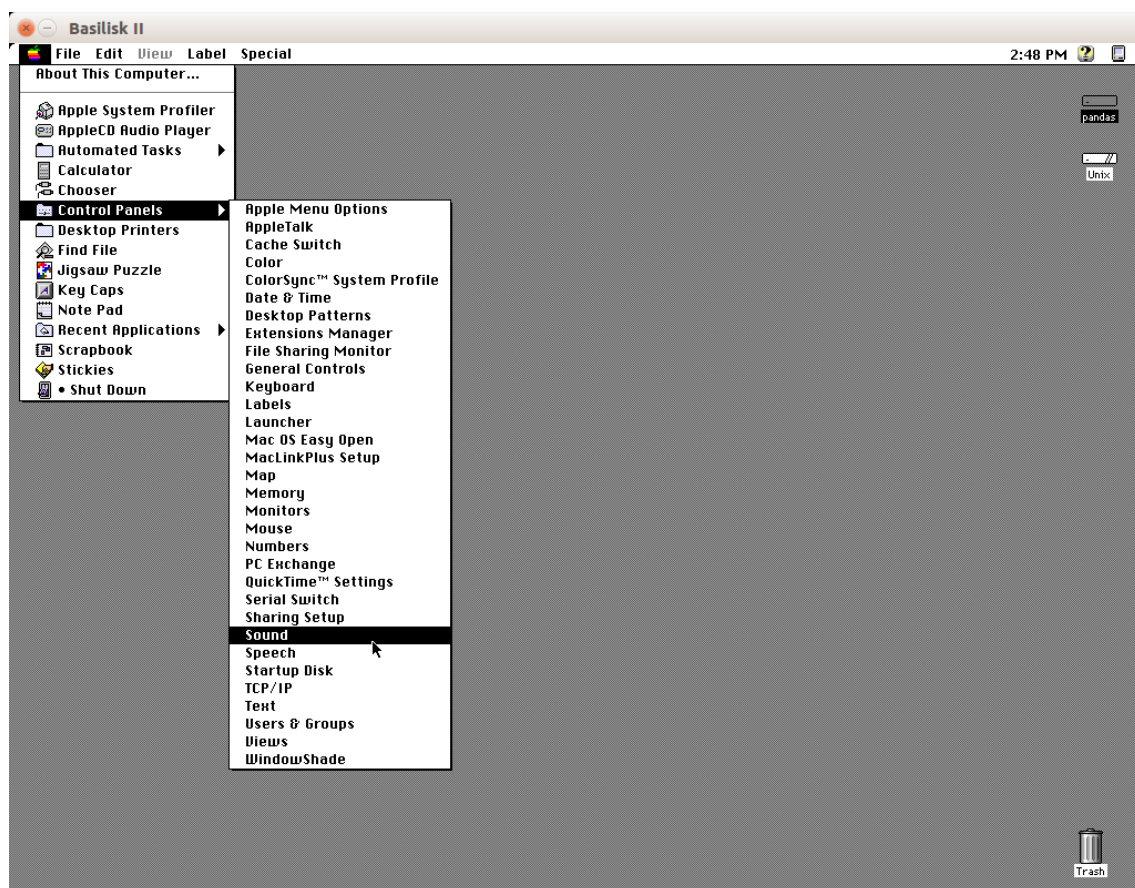 Basilisk II
File Edit View Label Special 2:48 PM
About This Computer...
Apple System Profiler
AppleCD Audio Player
Automated Tasks
Calculator
Chooser
Control Panels
Desktop Printers
Find File
Jigsaw Puzzle
Key Caps
Note Pad
Recent Applications
Scrapbook
Stickies
• Shut Down
Apple Menu Options
AppleTalk
Cache Switch
Color
ColorSync™ System Profile
Date & Time
Desktop Patterns
Extensions Manager
File Sharing Monitor
General Controls
Keyboard
Labels
Launcher
Mac OS Easy Open
MacLinkPlus Setup
Map
Memory
Monitors
Mouse
Numbers
PC Exchange
QuickTime™ Settings
Serial Switch
Sharing Setup
Sound
Speech
Startup Disk
TCP/IP
Text
Users & Groups
Views
WindowShade
pandas
Unix
Trash